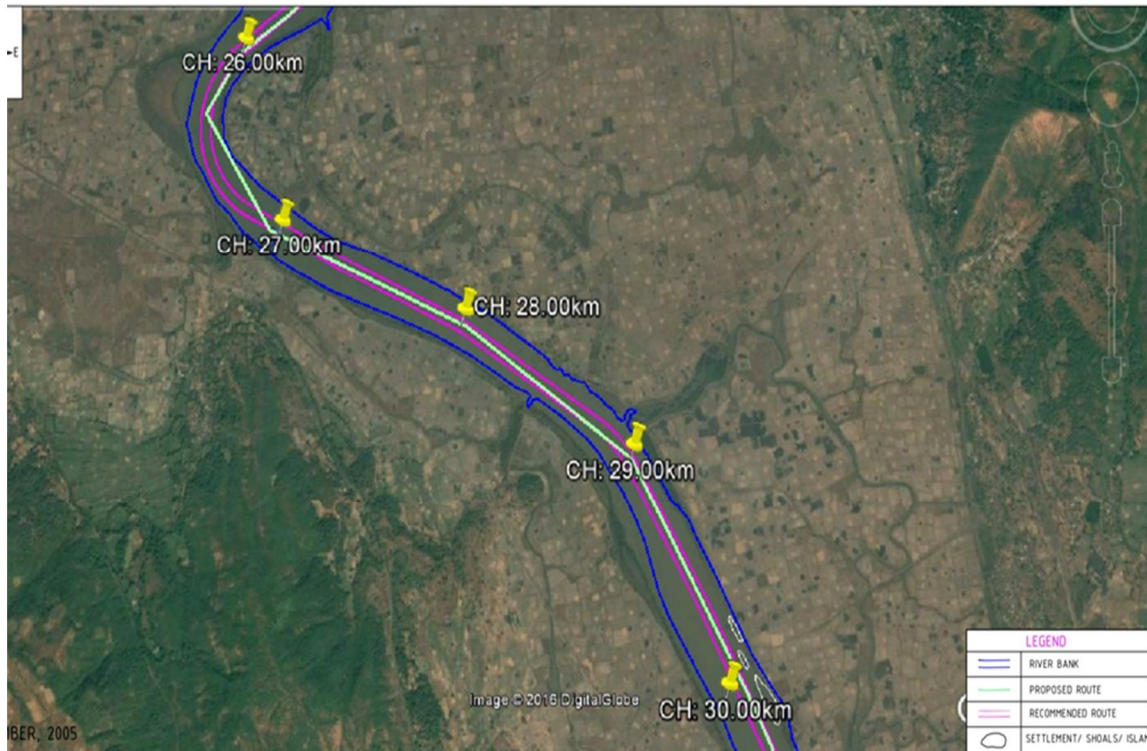 E
CH: 26.00km
CH: 27.00km
CH: 28.00km
CH: 29.00km
Image © 2016 DigitalGlobe
CH: 30.00km
LEGEND
RIVER BANK
PROPOSED ROUTE
RECOMMENDED ROUTE
SETTLEMENT/ SHOALS/ ISLA
BER, 2005